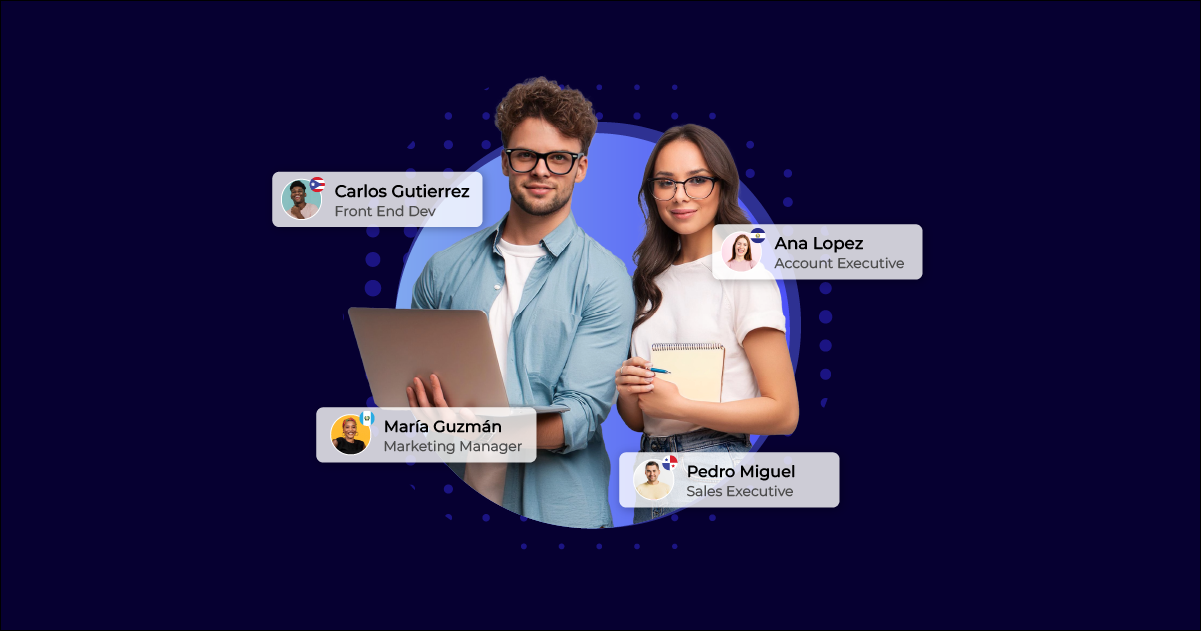 Carlos Gutierrez
Front End Dev
Ana Lopez
Account Executive
María Guzmán
Marketing Manager
Pedro Miguel
Sales Executive